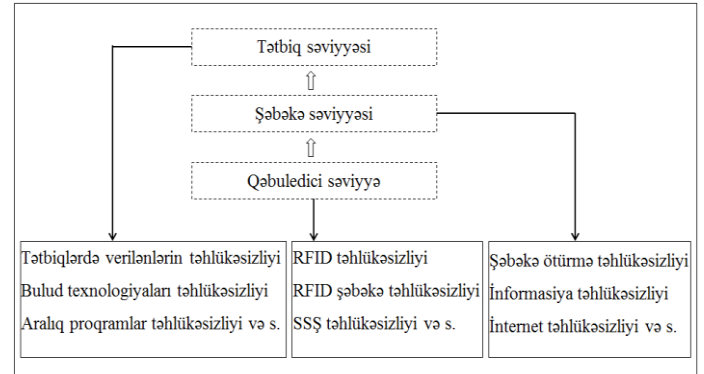 Tətbiq səviyyəsi
Şəbəkə səviyyəsi
Qəbuledici səviyyə
Tətbiqlərdə verilənlərin təhlükəsizliyi
Bulud texnologiyaları təhlükəsizliyi
Aralıq proqramlar təhlükəsizliyi və s.
RFID təhlükəsizliyi
RFID şəbəkə təhlükəsizliyi
SSŞ təhlükəsizliyi və s.
Şəbəkə ötürmə təhlükəsizliyi
İnformasiya təhlükəsizliyi
İnternet təhlükəsizliyi və s.